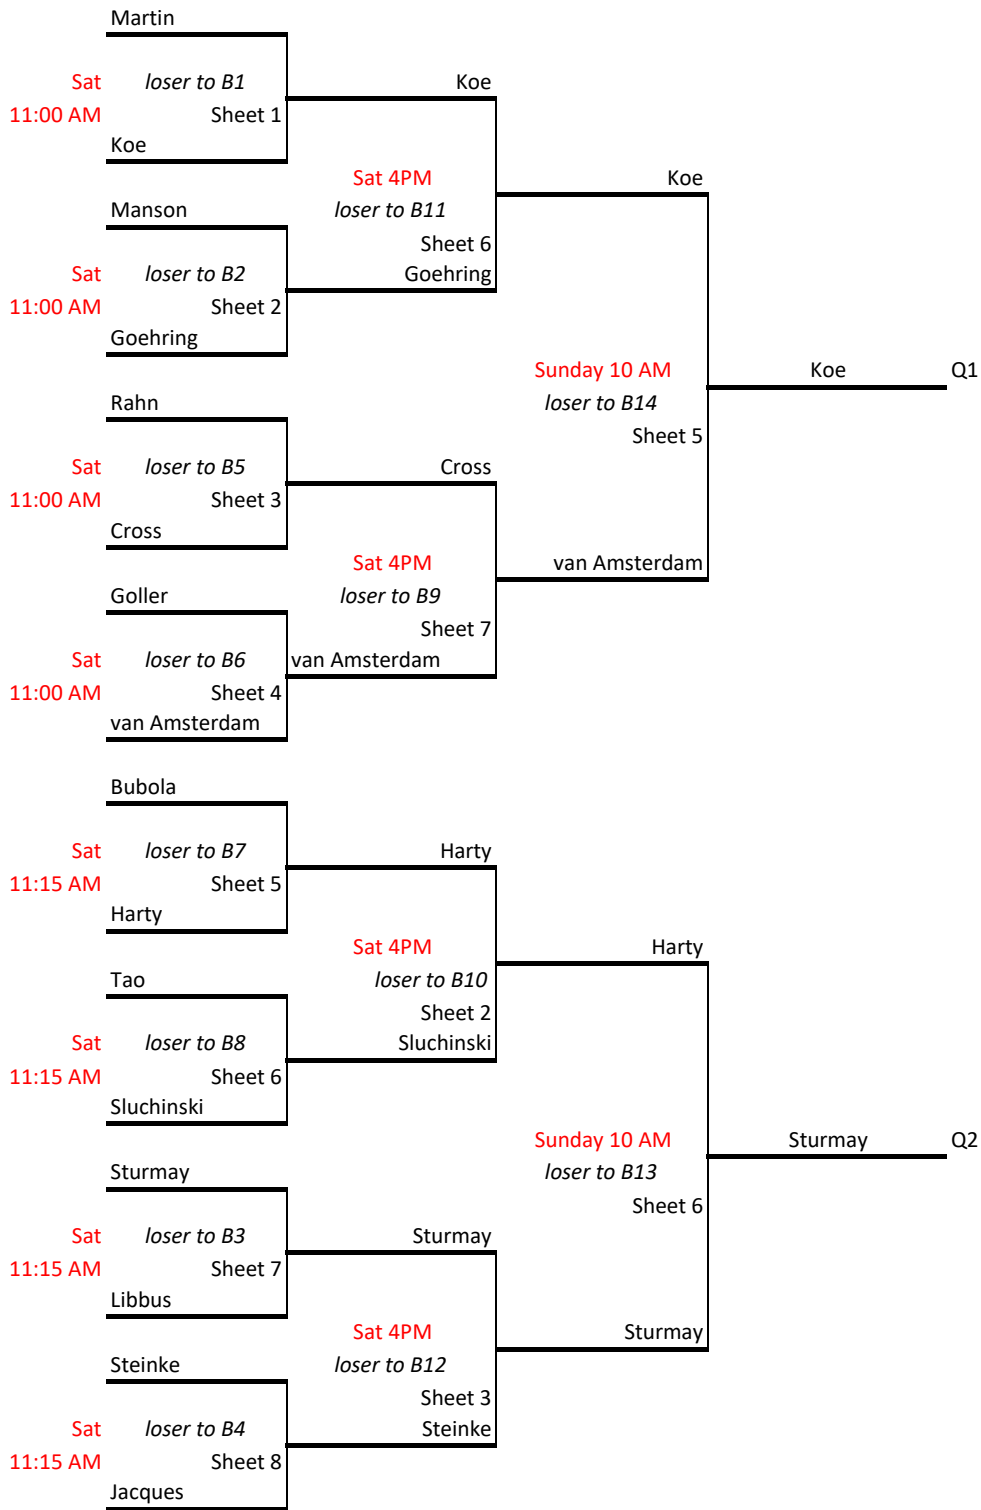 Martin
Sat loser to B1 Koe
11:00 AM Sheet 1
Koe
Sat 4PM Koe
Manson loser to B11
Sheet 6
Sat loser to B2 Goehring
11:00 AM Sheet 2
Goehring
Sunday 10 AM Koe Q1
Rahn loser to B14
Sheet 5
Sat loser to B5 Cross
11:00 AM Sheet 3
Cross
Sat 4PM van Amsterdam
Goller loser to B9
Sheet 7
Sat loser to B6 van Amsterdam
11:00 AM Sheet 4
van Amsterdam
Bubola
Sat loser to B7 Harty
11:15 AM Sheet 5
Harty
Sat 4PM Harty
Tao loser to B10
Sheet 2
Sat loser to B8 Sluchinski
11:15 AM Sheet 6
Sluchinski
Sunday 10 AM Sturmay Q2
Sturmay loser to B13
Sheet 6
Sat loser to B3 Sturmay
11:15 AM Sheet 7
Libbus
Sat 4PM Sturmay
Steinke loser to B12
Sheet 3
Sat loser to B4 Steinke
11:15 AM Sheet 8
Jacques